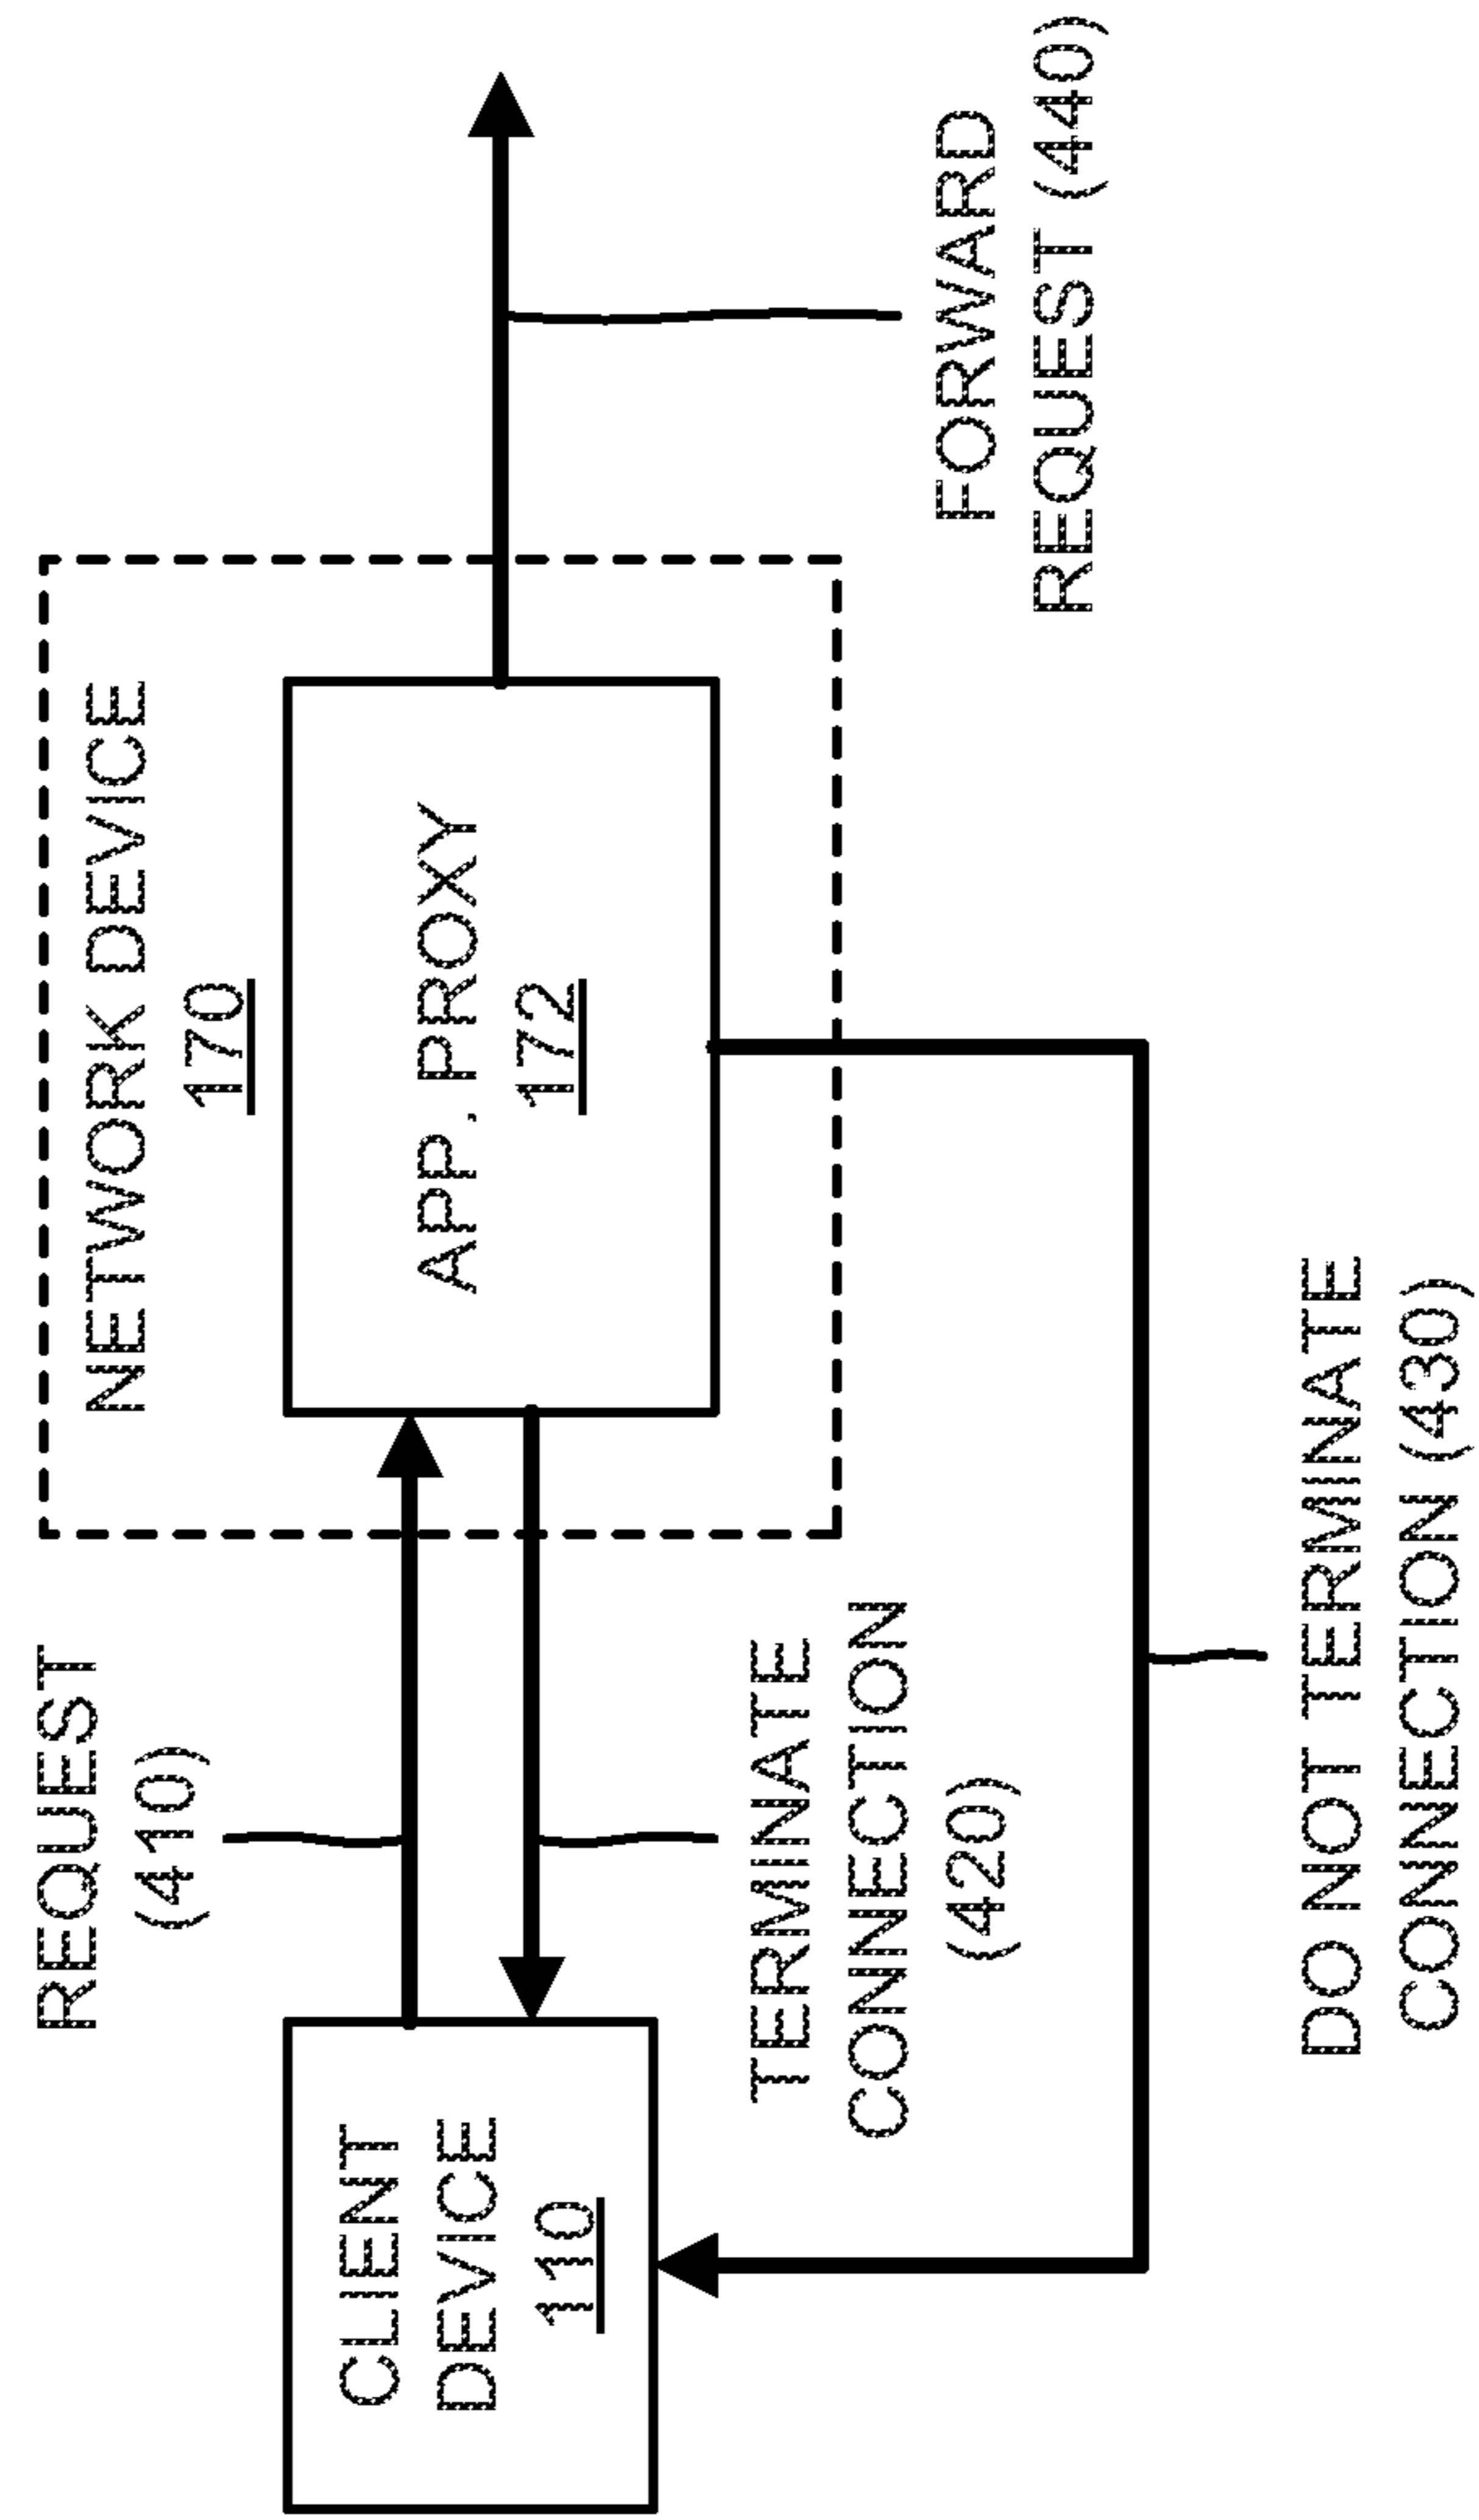 REQUEST
(410)
NETWORK DEVICE
170
CLIENT
DEVICE
110
APP. PROXY
172
TERMINATE
CONNECTION
(420)
FORWARD
REQUEST (440)
DO NOT TERMINATE
CONNECTION (430)